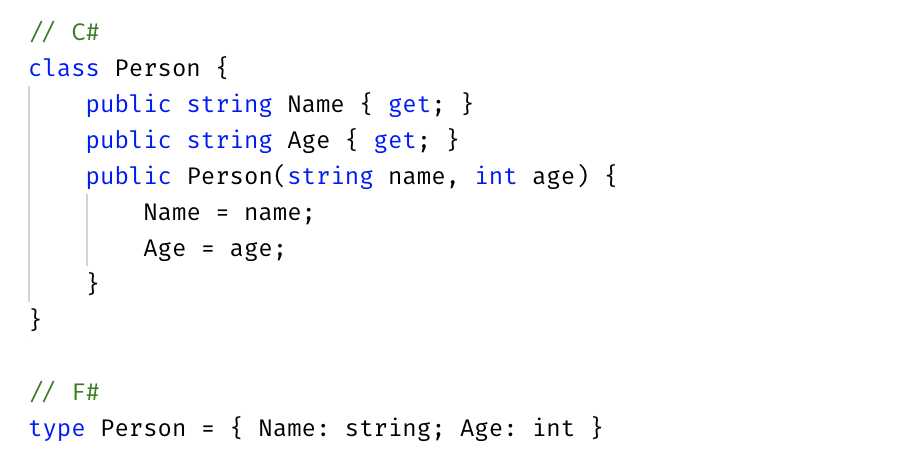 // C#
class Person {
    public string Name { get; }
    public string Age { get; }
    public Person(string name, int age) {
        Name = name;
        Age = age;
    }
}

// F#
type Person = { Name: string; Age: int }